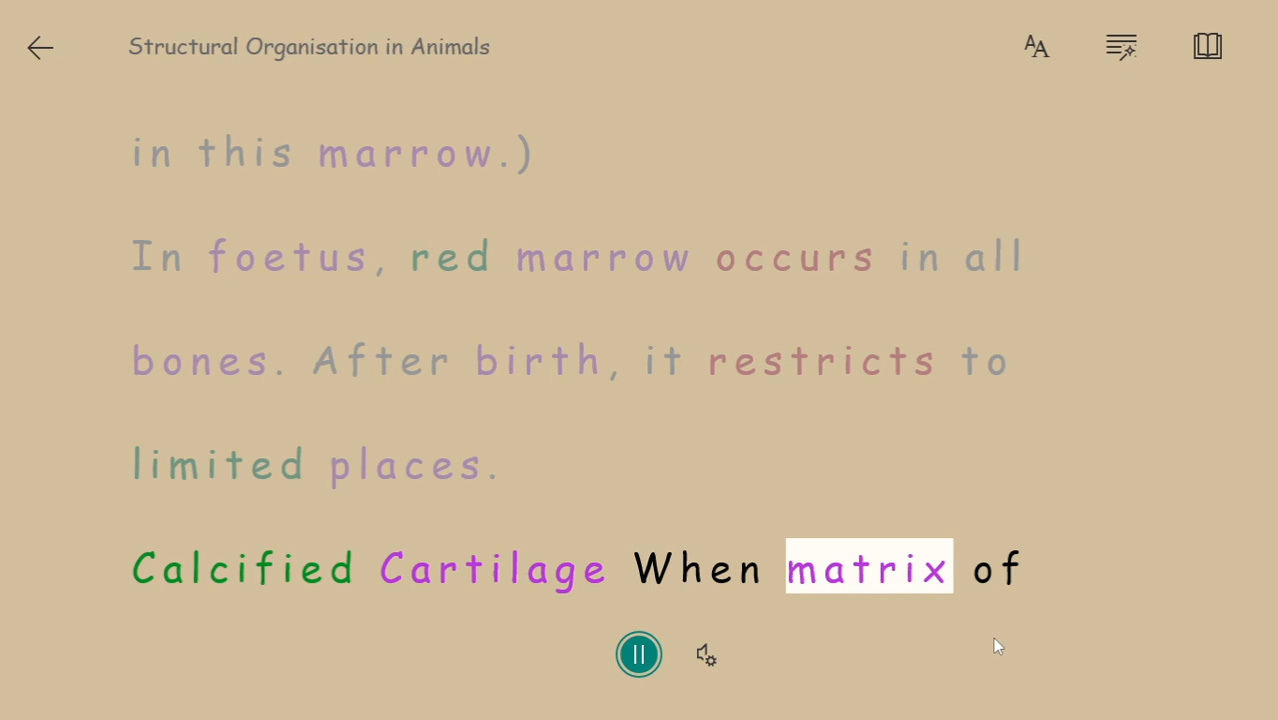 Structural Organisation in Animals
in this marrow.)
In foetus, red marrow occurs in all
bones. After birth, it restricts to
limited places.
Calcified Cartilage When matrix of